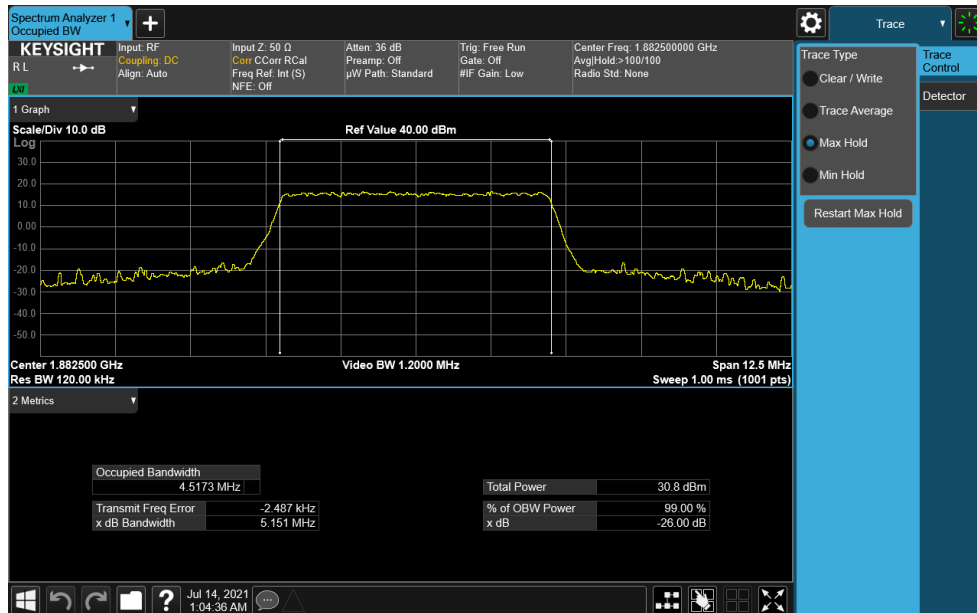 Spectrum Analyzer 1
Occupied BW
KEYSIGHT
R L
LXI
Input: RF
Coupling: DC
Align: Auto
Input Z: 50 Ω
Corr CCorr RCal
Freq Ref: Int (S)
NFE: Off
Atten: 36 dB
Preamp: Off
µW Path: Standard
Trig: Free Run
Gate: Off
#IF Gain: Low
Center Freq: 1.882500000 GHz
Avg|Hold:>100/100
Radio Std: None
Trace
Trace Type
Clear / Write
Trace Average
Max Hold
Min Hold
Restart Max Hold
Trace
Control
Detector
1 Graph
Scale/Div 10.0 dB
Ref Value 40.00 dBm
Log
30.0
20.0
10.0
0.00
-10.0
-20.0
-30.0
-40.0
-50.0
Center 1.882500 GHz
Video BW 1.2000 MHz
Span 12.5 MHz
Res BW 120.00 kHz
Sweep 1.00 ms (1001 pts)
2 Metrics
Occupied Bandwidth
4.5173 MHz
Transmit Freq Error -2.487 kHz
x dB Bandwidth 5.151 MHz
Total Power 30.8 dBm
% of OBW Power 99.00 %
x dB -26.00 dB
Jul 14, 2021
1:04:36 AM